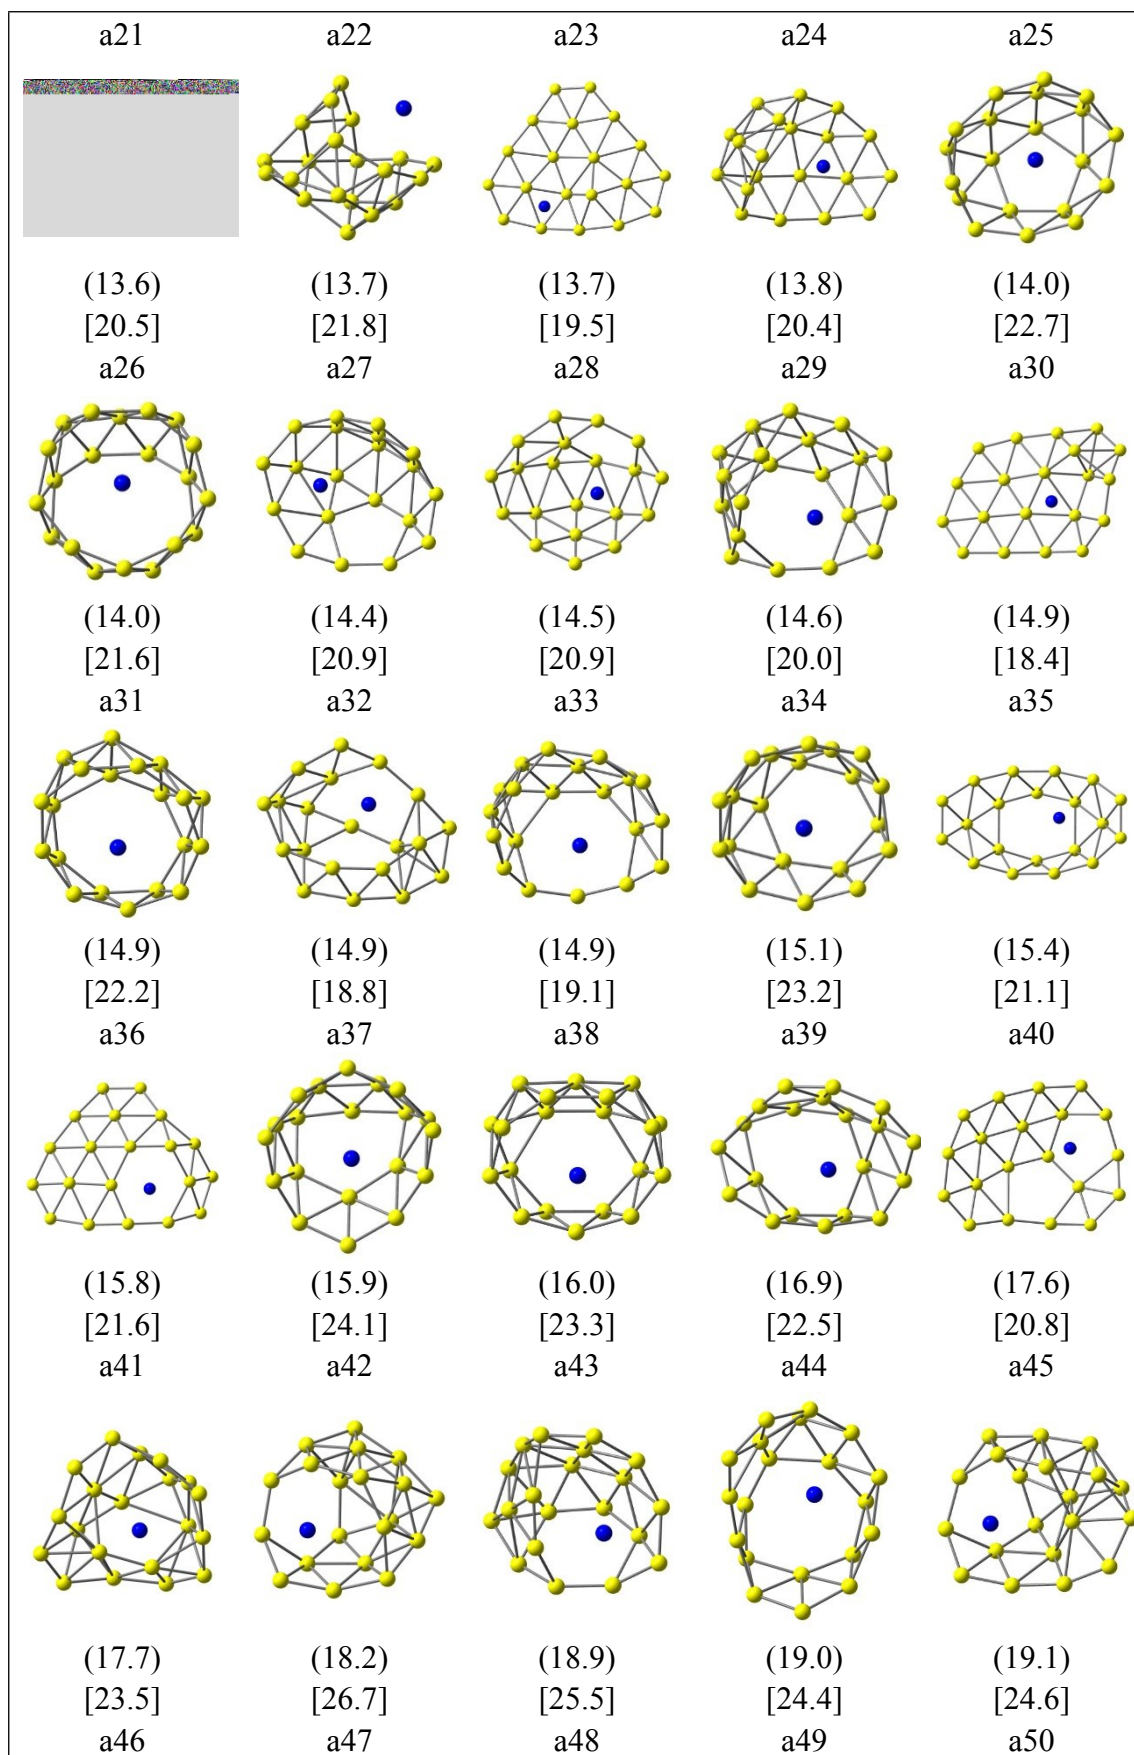 a21 a22 a23 a24 a25
(13.6) (13.7) (13.7) (13.8) (14.0)
[20.5] [21.8] [19.5] [20.4] [22.7]
a26 a27 a28 a29 a30
(14.0) (14.4) (14.5) (14.6) (14.9)
[21.6] [20.9] [20.9] [20.0] [18.4]
a31 a32 a33 a34 a35
(14.9) (14.9) (14.9) (15.1) (15.4)
[22.2] [18.8] [19.1] [23.2] [21.1]
a36 a37 a38 a39 a40
(15.8) (15.9) (16.0) (16.9) (17.6)
[21.6] [24.1] [23.3] [22.5] [20.8]
a41 a42 a43 a44 a45
(17.7) (18.2) (18.9) (19.0) (19.1)
[23.5] [26.7] [25.5] [24.4] [24.6]
a46 a47 a48 a49 a50